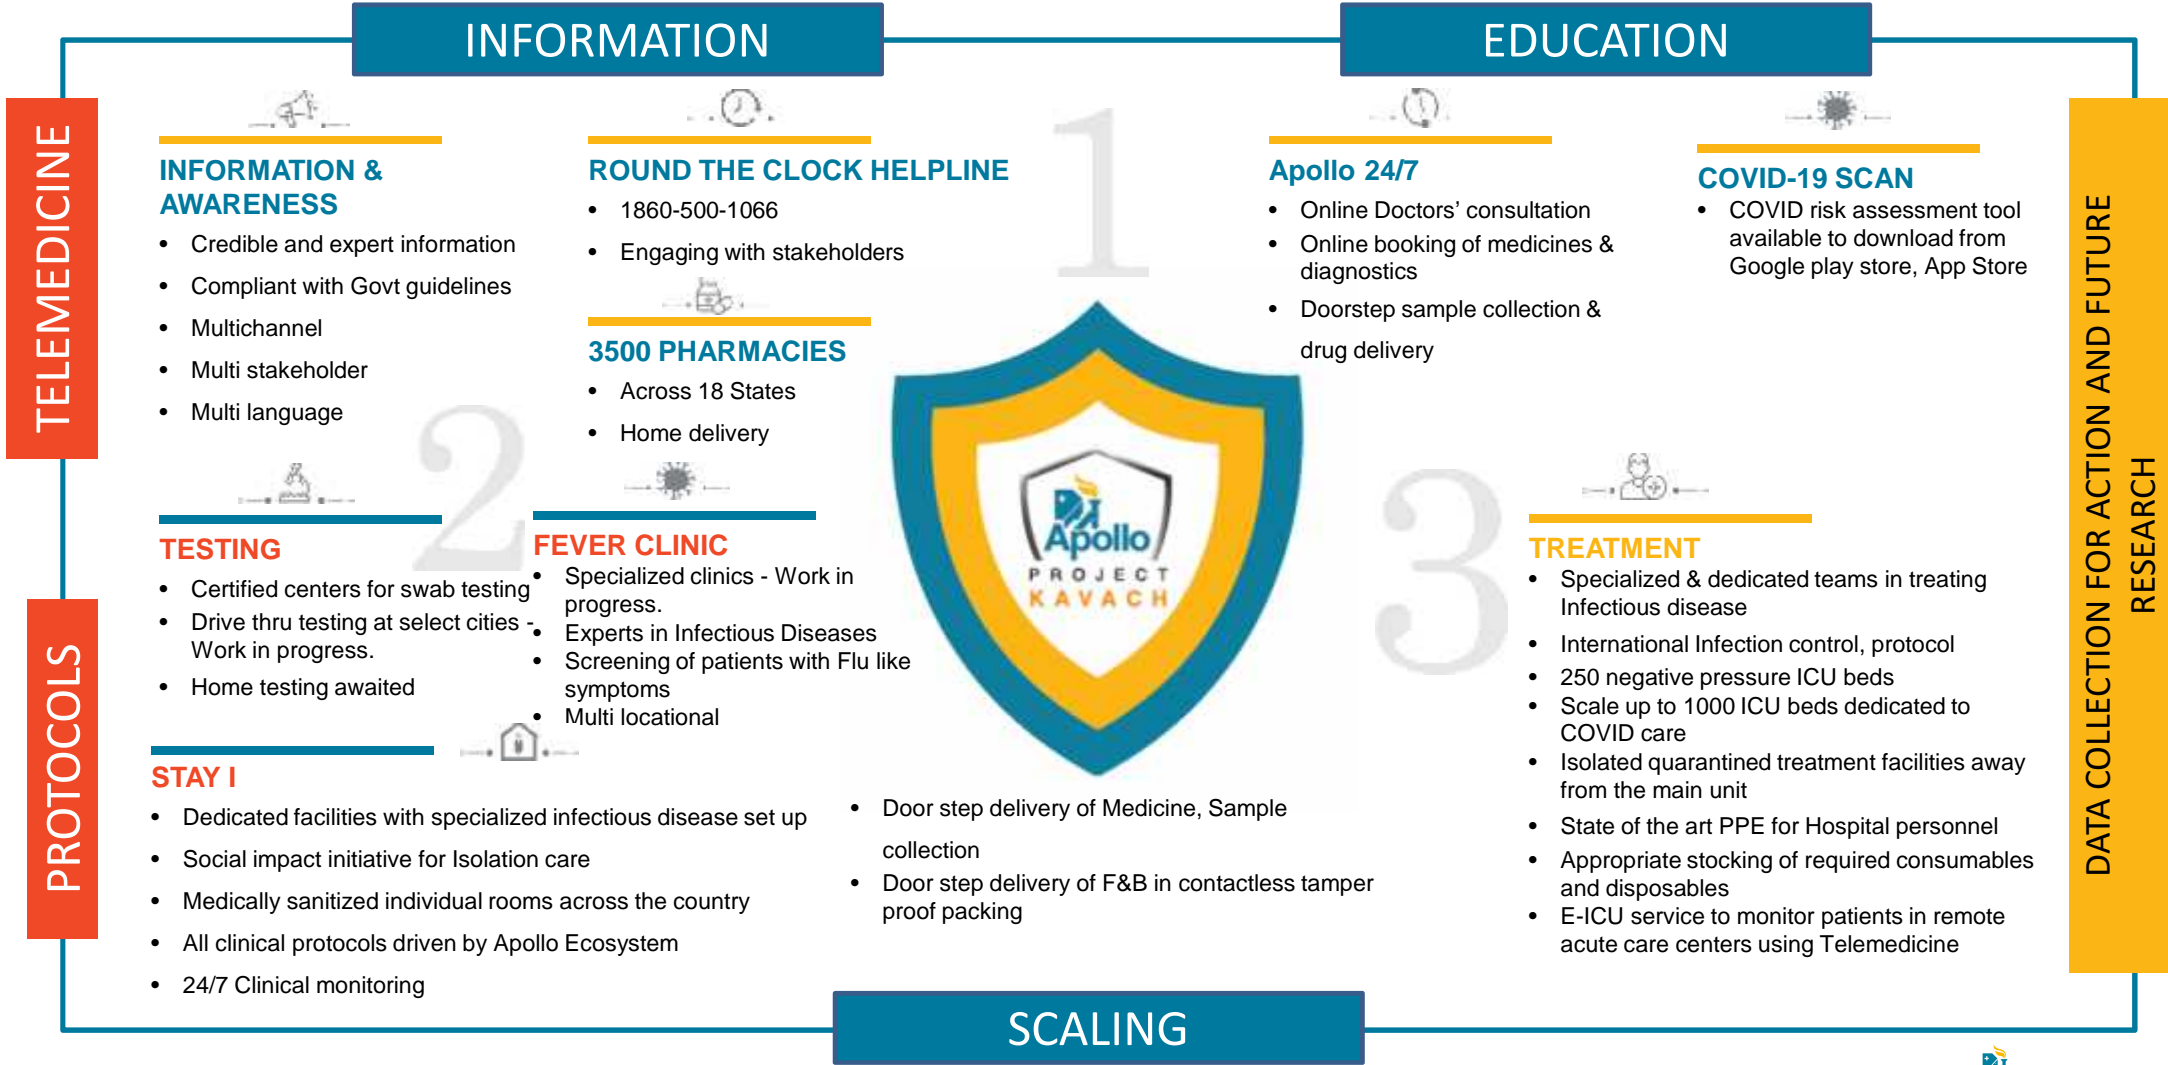 INFORMATION
EDUCATION
TELEMEDICINE
PROTOCOLS
1
INFORMATION &
AWARENESS
• Credible and expert information
• Compliant with Govt guidelines
• Multichannel
• Multi stakeholder
• Multi language
ROUND THE CLOCK HELPLINE
• 1860-500-1066
• Engaging with stakeholders
3500 PHARMACIES
• Across 18 States
• Home delivery
Apollo 24/7
• Online Doctors’ consultation
• Online booking of medicines &
diagnostics
• Doorstep sample collection &
drug delivery
COVID-19 SCAN
• COVID risk assessment tool
available to download from
Google play store, App Store
2
TESTING
• Certified centers for swab testing
• Drive thru testing at select cities -
Work in progress.
• Home testing awaited
FEVER CLINIC
• Specialized clinics - Work in
progress.
• Experts in Infectious Diseases
• Screening of patients with Flu like
symptoms
• Multi locational
STAY I
• Dedicated facilities with specialized infectious disease set up
• Social impact initiative for Isolation care
• Medically sanitized individual rooms across the country
• All clinical protocols driven by Apollo Ecosystem
• 24/7 Clinical monitoring
• Door step delivery of Medicine, Sample
collection
• Door step delivery of F&B in contactless tamper
proof packing
Apollo
PROJECT
KAVACH
3
TREATMENT
• Specialized & dedicated teams in treating
Infectious disease
• International Infection control, protocol
• 250 negative pressure ICU beds
• Scale up to 1000 ICU beds dedicated to
COVID care
• Isolated quarantined treatment facilities away
from the main unit
• State of the art PPE for Hospital personnel
• Appropriate stocking of required consumables
and disposables
• E-ICU service to monitor patients in remote
acute care centers using Telemedicine
DATA COLLECTION FOR ACTION AND FUTURE
RESEARCH
SCALING